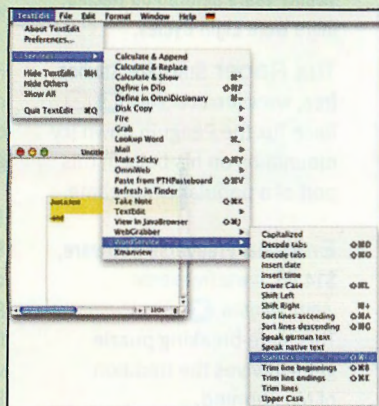 TextEdit File Edit Format Window Help
About TextEdit
Preferences...
Services
Hide TextEdit ⌘H
Hide Others
Show All
Quit TextEdit ⌘Q
Calculate & Append
Calculate & Replace
Calculate & Show
Define in Dilo
Define in OmniDictionary
Disk Copy
Fire
Grab
Lookup Word
Mail
Make Sticky ⇧⌘Y
OmniWeb
Paste from PTHPasteboard ⇧⌘V
Refresh in Finder
Take Note ⇧⌘K
TextEdit
View in JavaBrowser ⇧⌘J
WebGrabber
WordService
Xmanview
Just a test
100%
Capitalized
Decode tabs ⇧⌘D
Encode tabs ⇧⌘O
Insert date
Insert time
Lower Case ⇧⌘L
Shift Left
Shift Right
Sort lines ascending ⇧⌘A
Sort lines descending ⇧⌘G
Speak german text
Speak native text
Statistics
Trim line beginnings ⇧⌘B
Trim line endings ⇧⌘E
Trim lines
Upper Case